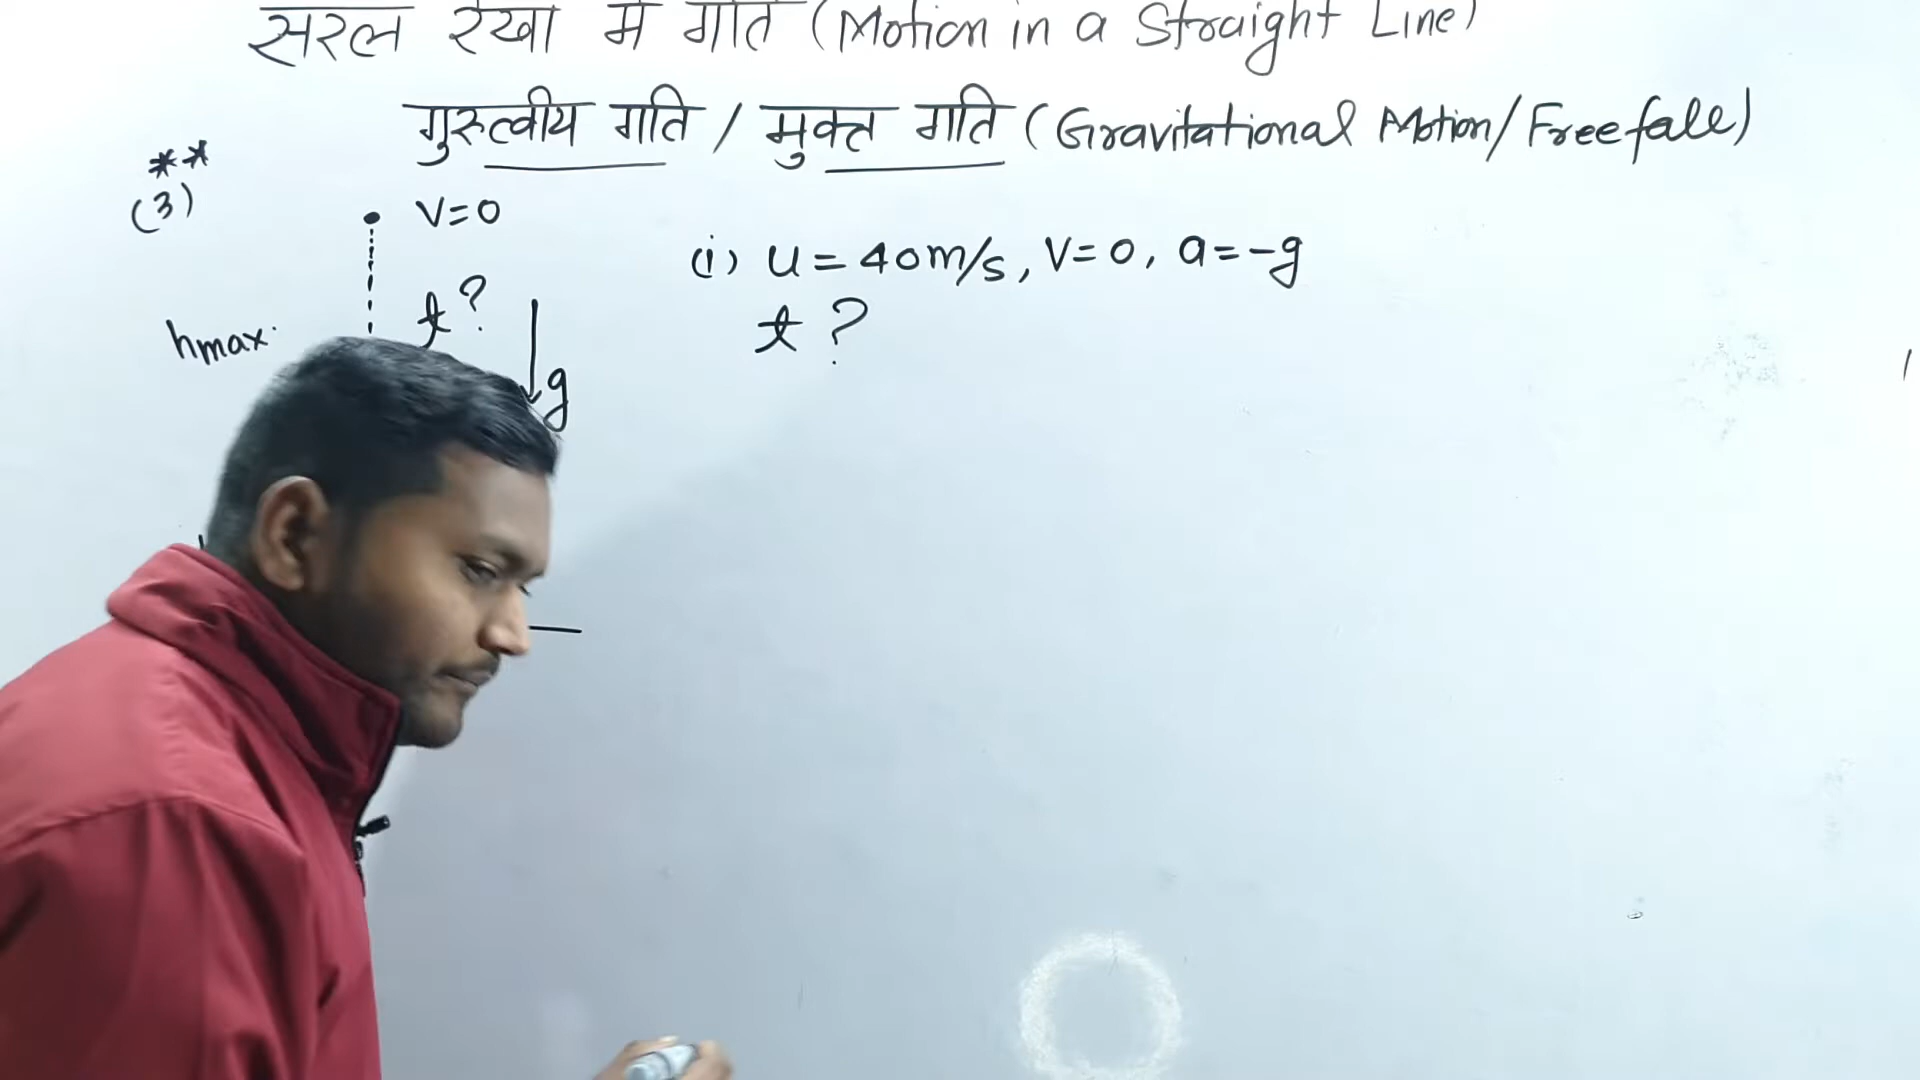 सरल रेखा में गति (Motion in a Straight Line)
गुरुत्वीय गति / मुक्त गति (Gravitational Motion/Free fall)
**
(3)
V=0
t?
hmax.
g
(i) u = 40m/s, V=0, a=-g
t ?